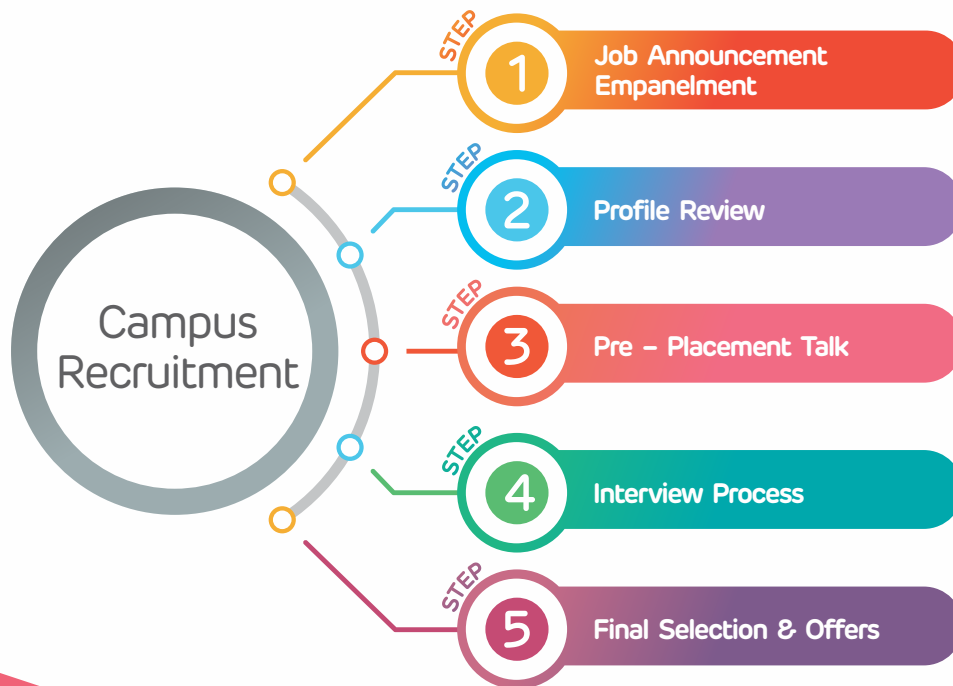 Campus
Recruitment
STEP
1
Job Announcement
Empanelment
STEP
2
Profile Review
STEP
3
Pre – Placement Talk
STEP
4
Interview Process
STEP
5
Final Selection & Offers